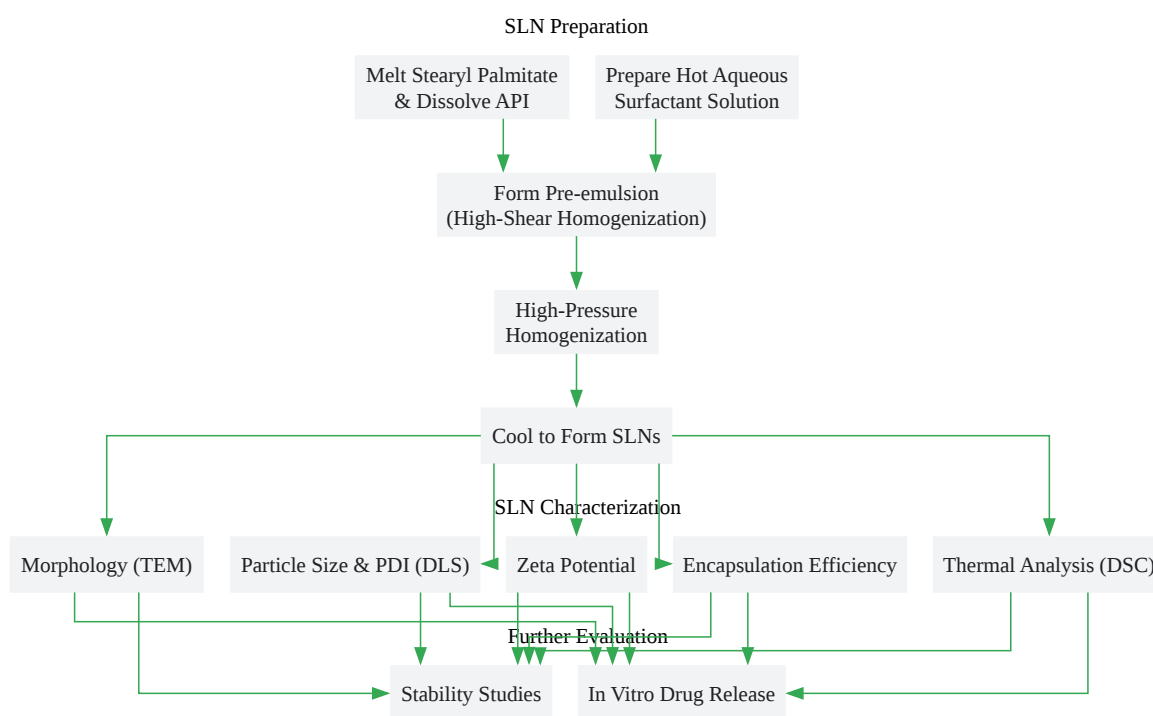 SLN Preparation
Melt Stearyl Palmitate
& Dissolve API
Prepare Hot Aqueous
Surfactant Solution
Form Pre-emulsion
(High-Shear Homogenization)
High-Pressure
Homogenization
Cool to Form SLNs
SLN Characterization
Morphology (TEM)
Particle Size & PDI (DLS)
Zeta Potential
Encapsulation Efficiency
Thermal Analysis (DSC)
Further Evaluation
Stability Studies
In Vitro Drug Release